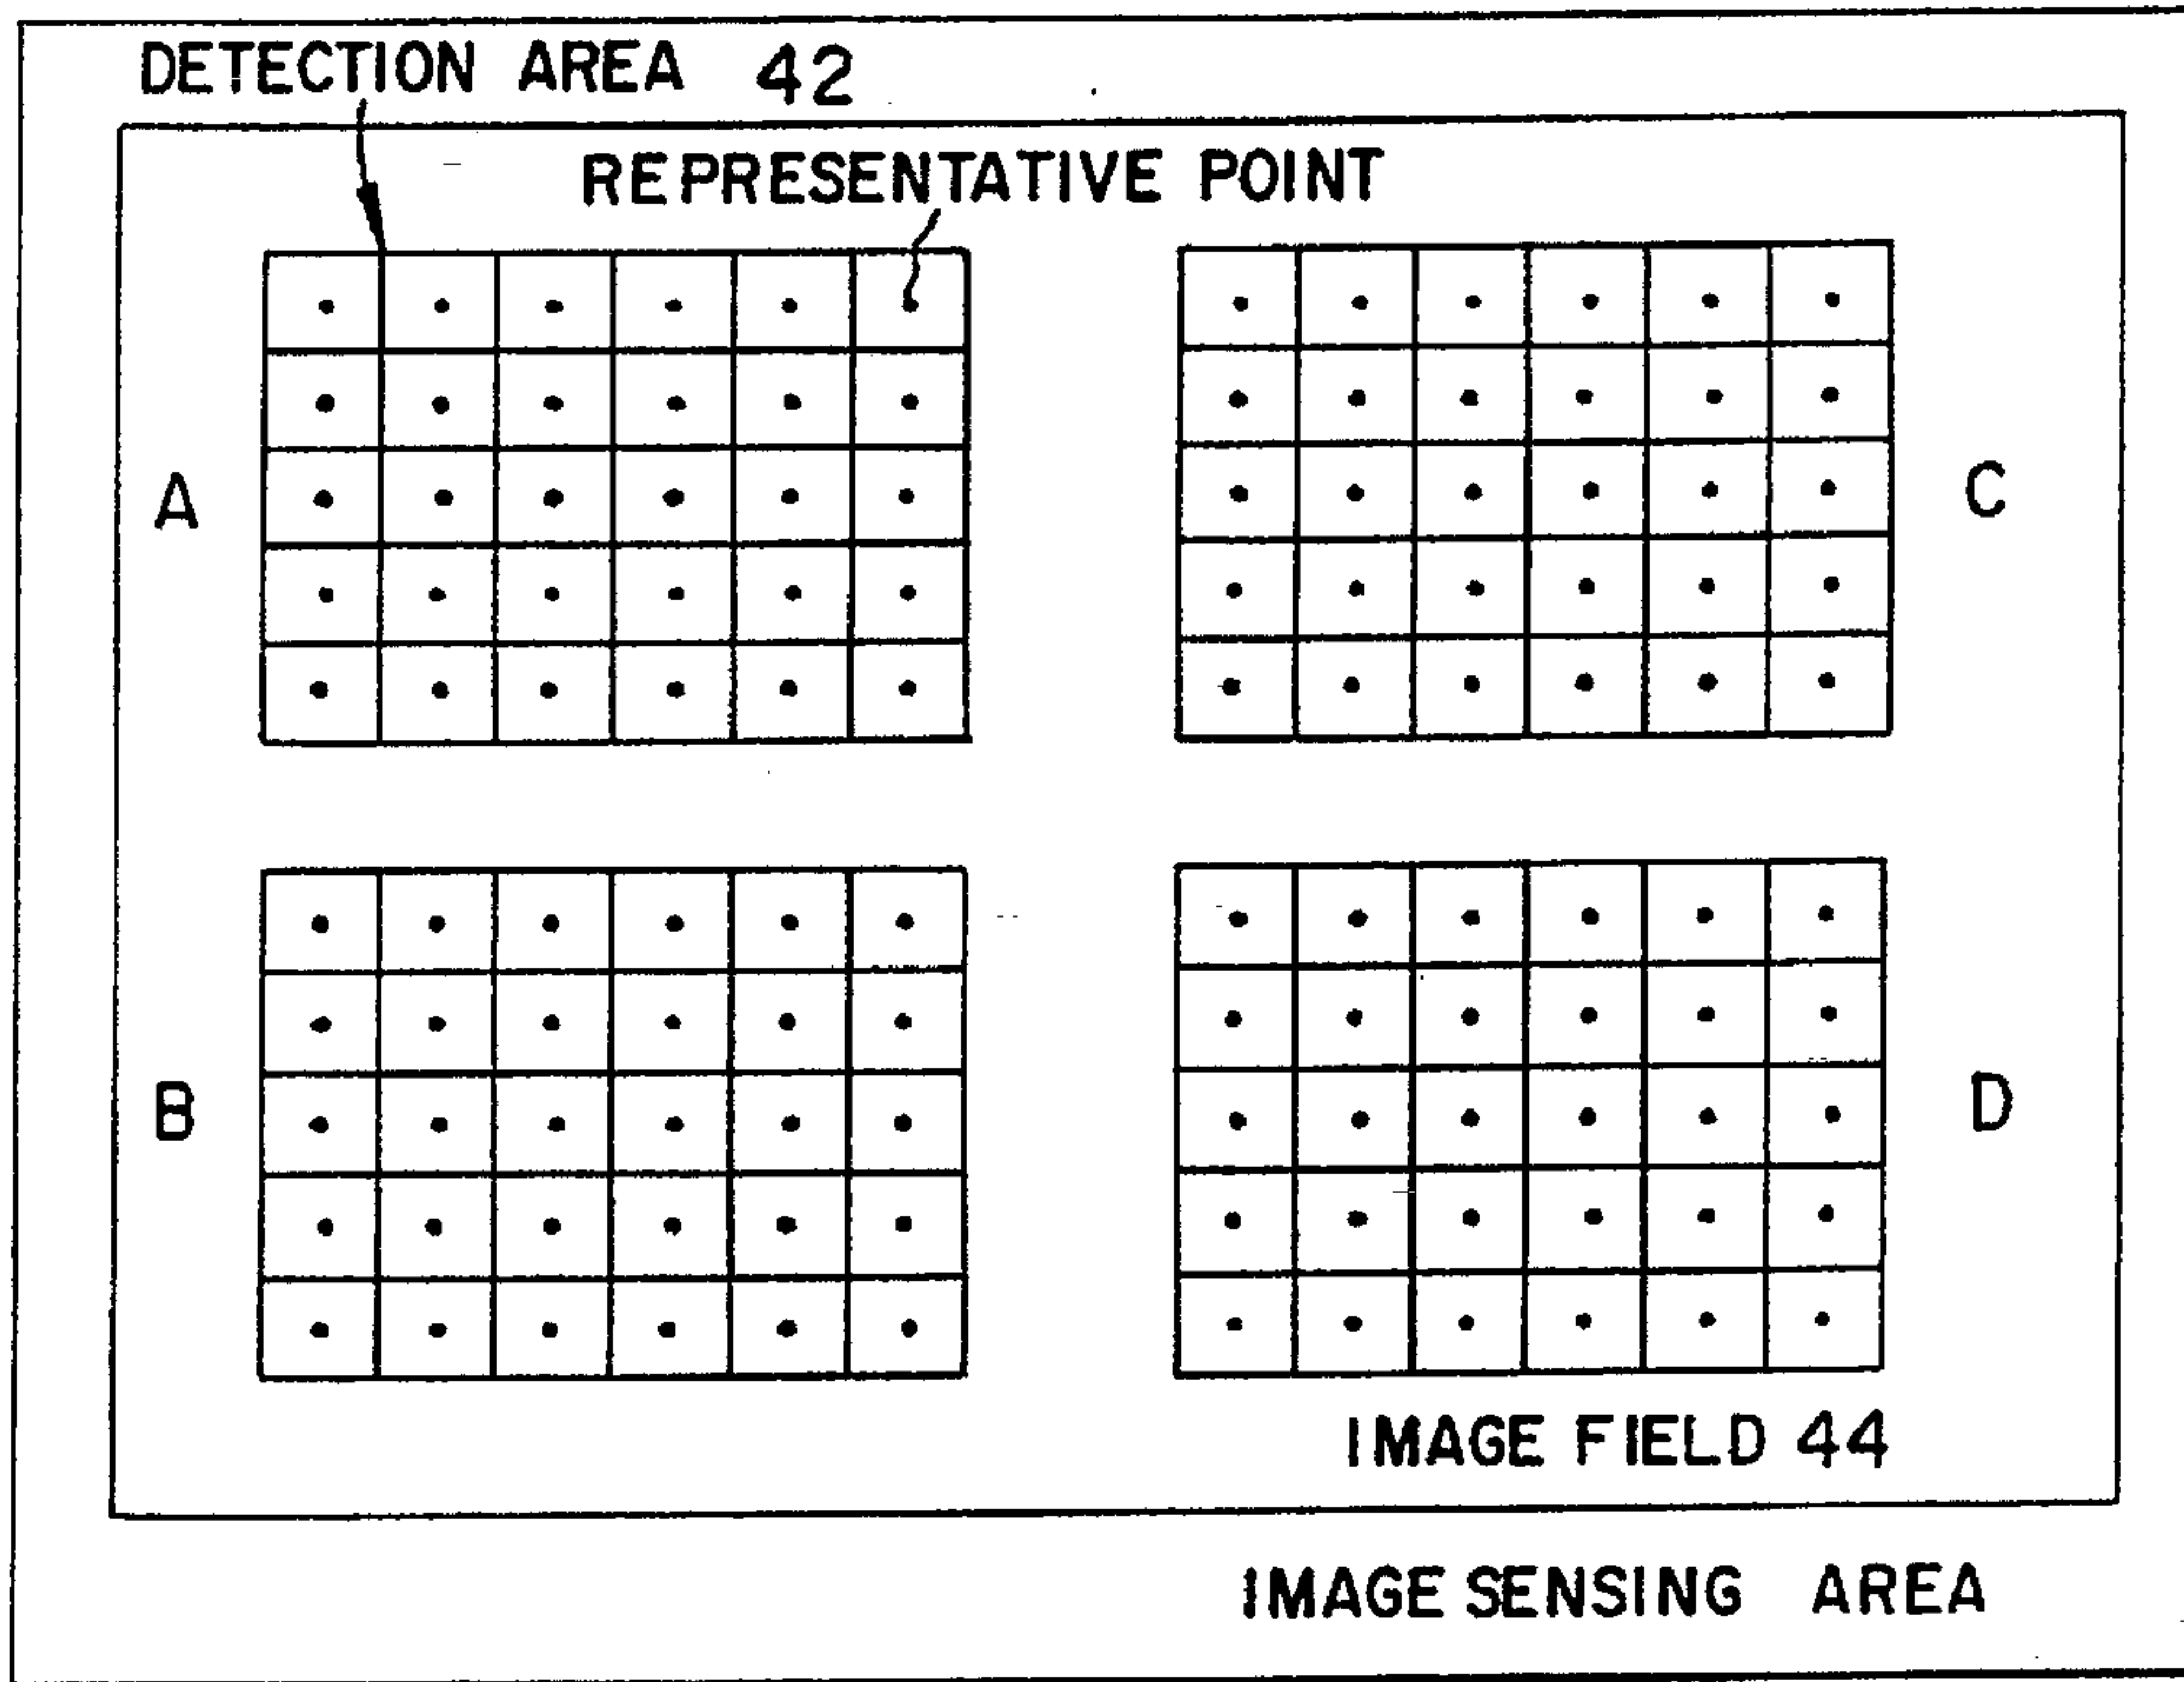 DETECTION AREA 42
REPRESENTATIVE POINT
A
C
B
D
IMAGE FIELD 44
IMAGE SENSING AREA